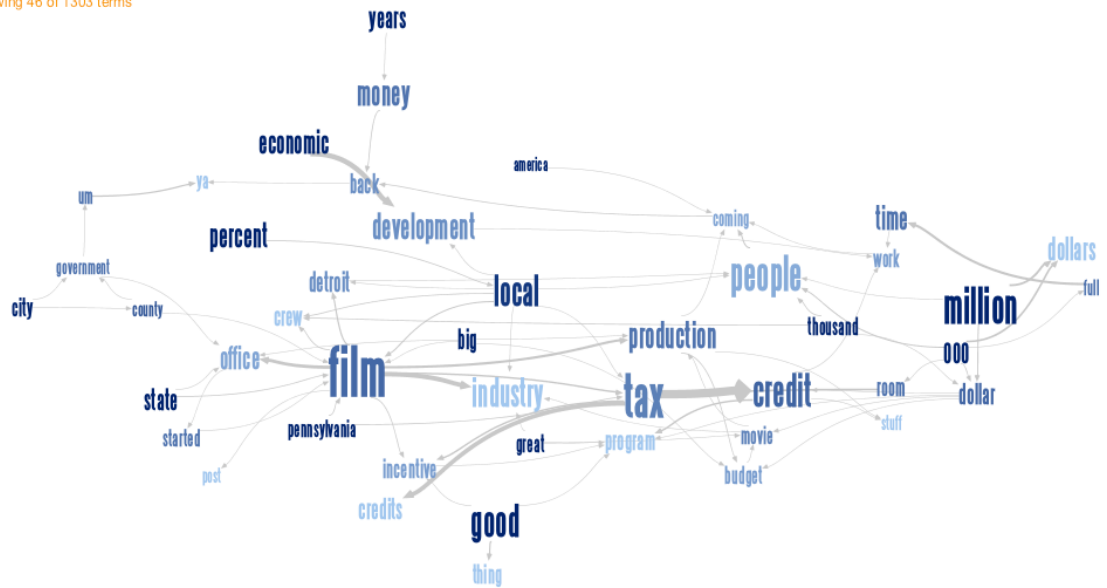 wing 46 of 1303 terms
years
money
economic
america
back
ya
um
coming
time
development
percent
dollars
work
government
people
detroit
full
local
city
county
million
crew
thousand
production
big
000
office
film
industry
tax
credit
room
dollar
state
stuff
pennsylvania
started
great
program
movie
incentive
post
budget
credits
good
thing